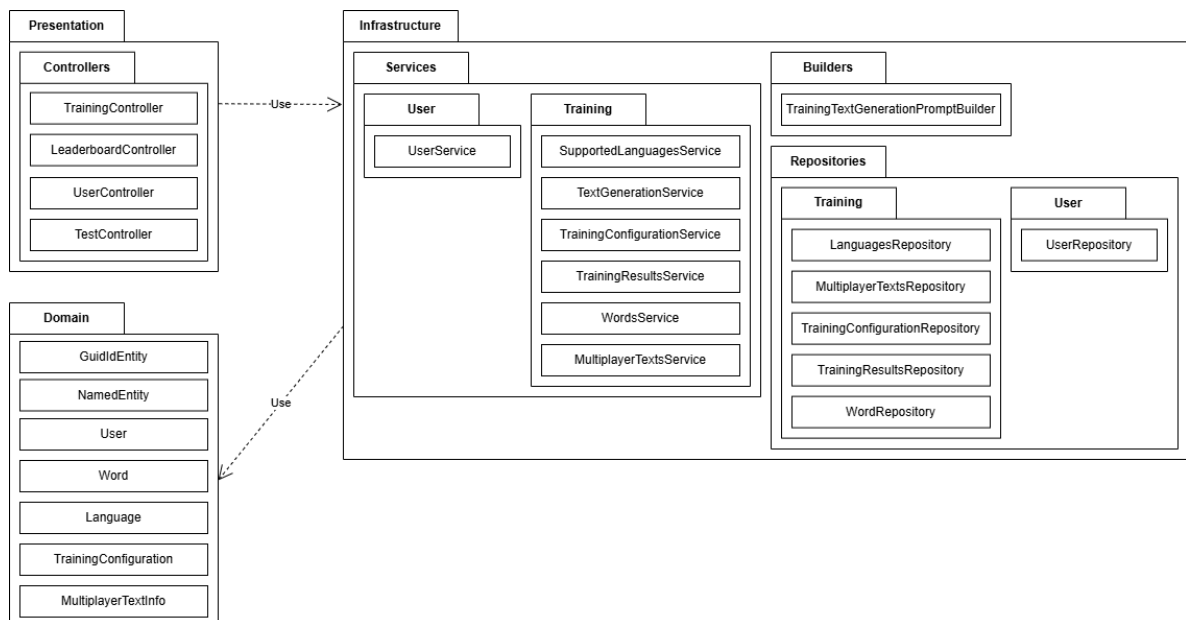 Presentation
Controllers
TrainingController
LeaderboardController
UserController
TestController
Use
Infrastructure
Services
User
UserService
Training
SupportedLanguagesService
TextGenerationService
TrainingConfigurationService
TrainingResultsService
WordsService
MultiplayerTextsService
Builders
TrainingTextGenerationPromptBuilder
Repositories
Training
LanguagesRepository
MultiplayerTextsRepository
TrainingConfigurationRepository
TrainingResultsRepository
WordRepository
User
UserRepository
Use
Domain
GuidIdEntity
NamedEntity
User
Word
Language
TrainingConfiguration
MultiplayerTextInfo